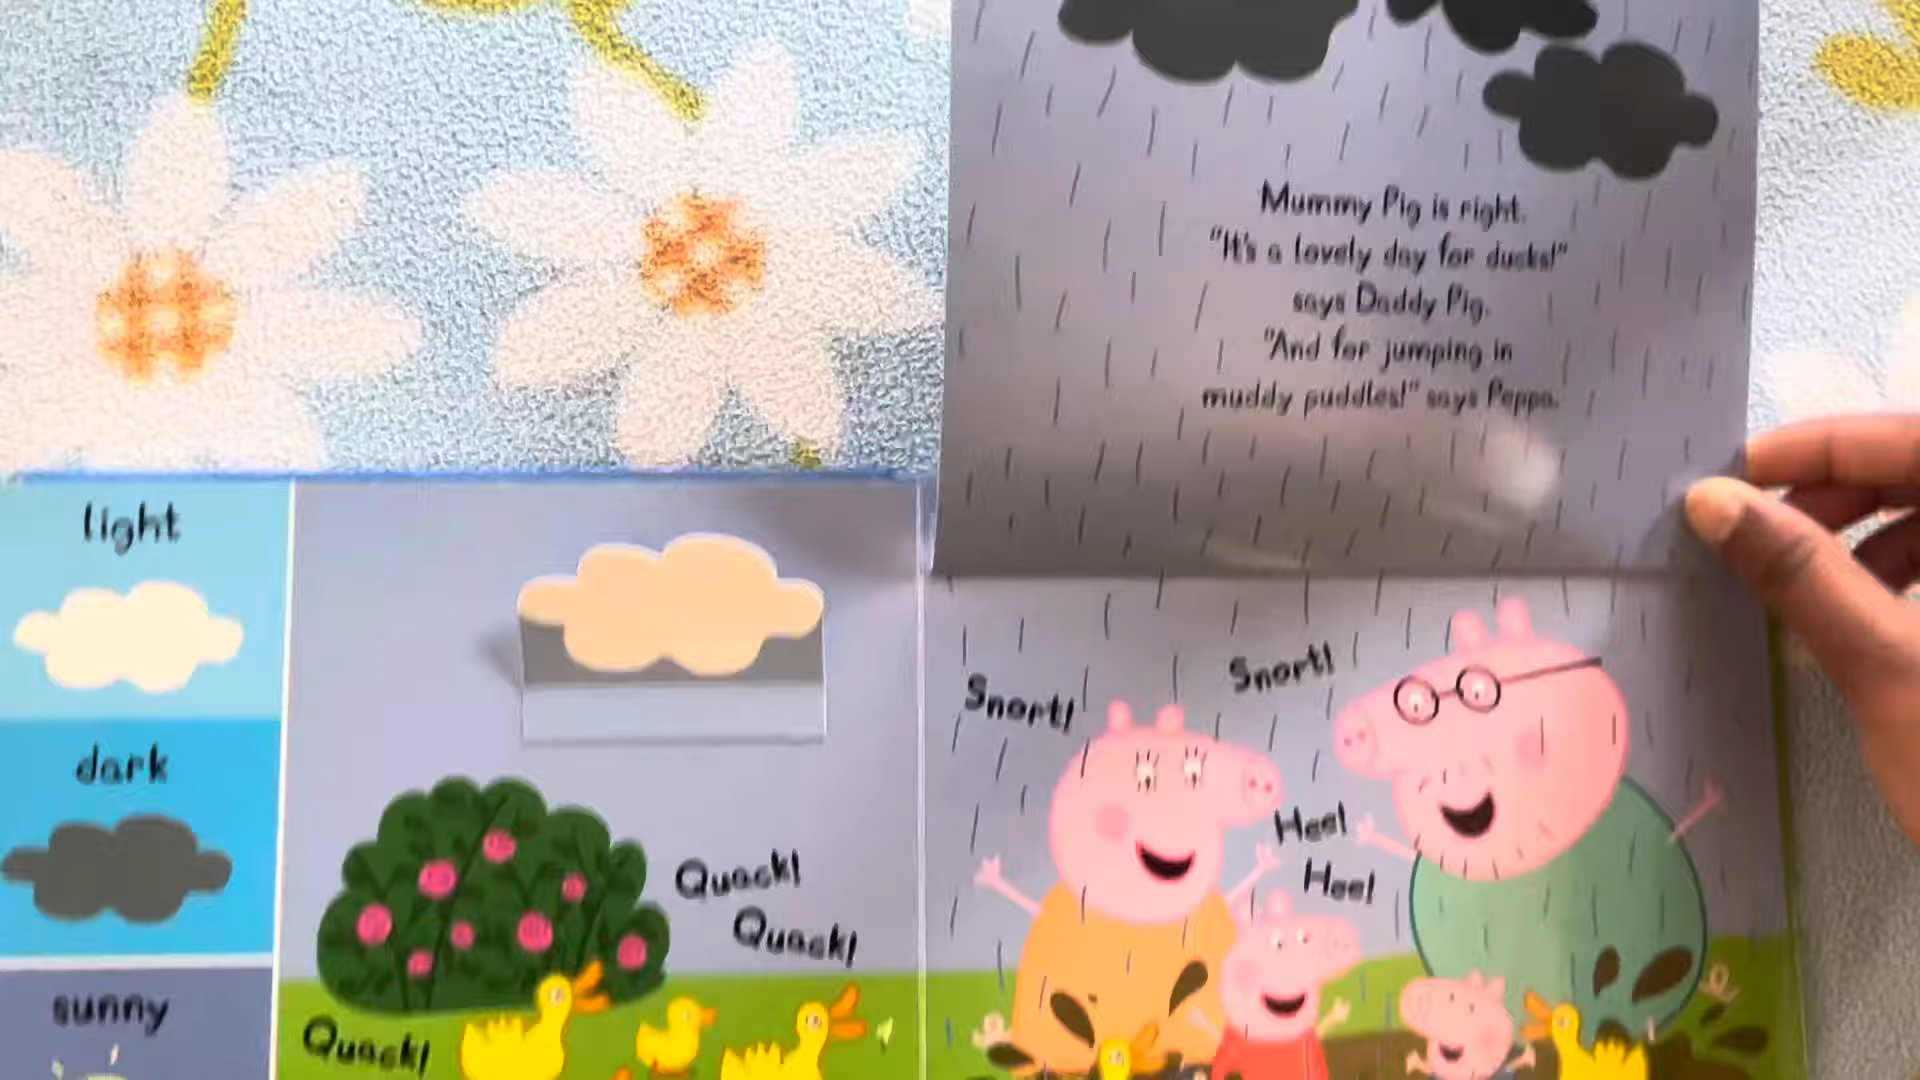 light
dark
sunny
Quack!
Quack!
Quack!
Mummy Pig is right.
"It's a lovely day for ducks!"
says Daddy Pig.
"And for jumping in
muddy puddles!" says Peppa.
Snort!
Snort!
Hee!
Hee!